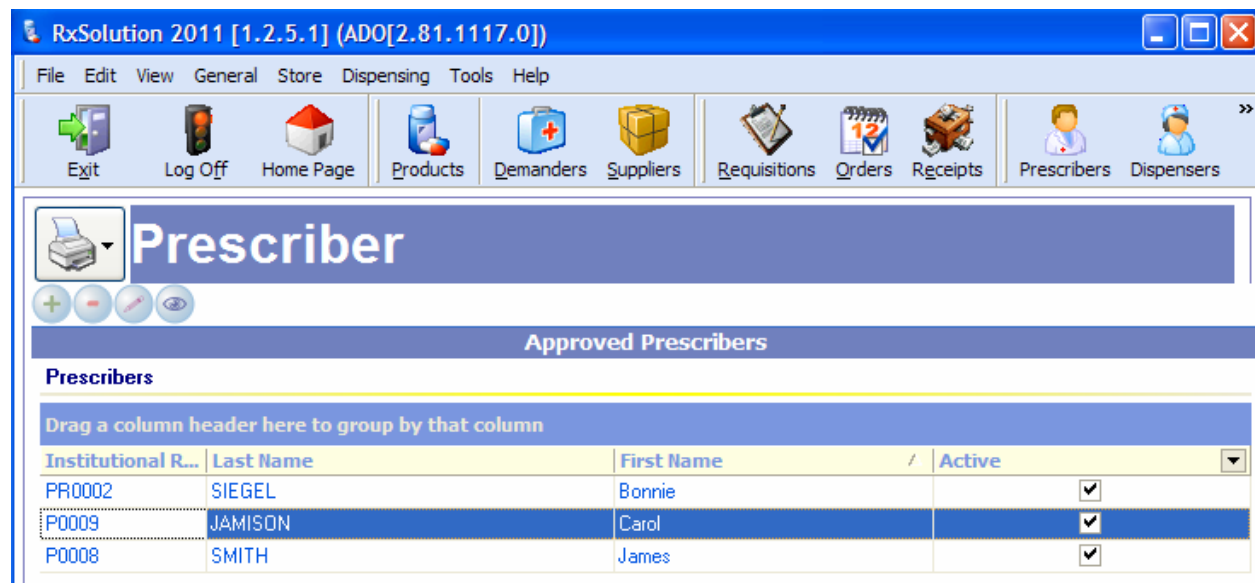 RxSolution 2011 [1.2.5.1] (ADO[2.81.1117.0])
File Edit View General Store Dispensing Tools Help
12
Exit Log Off Home Page Products Demanders Suppliers Requisitions Orders Receipts Prescribers Dispensers
Prescriber
Approved Prescribers
Prescribers
Drag a column header here to group by that column
Institutional R... Last Name First Name Active
PR0002 SIEGEL Bonnie
P0009 JAMISON Carol
P0008 SMITH James